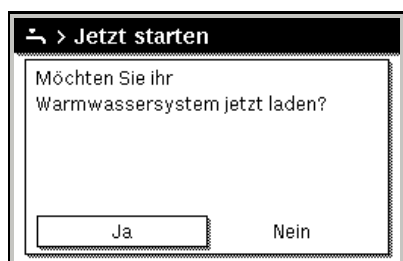 > Jetzt starten
Möchten Sie ihr
Warmwassersystem jetzt laden?
Ja
Nein